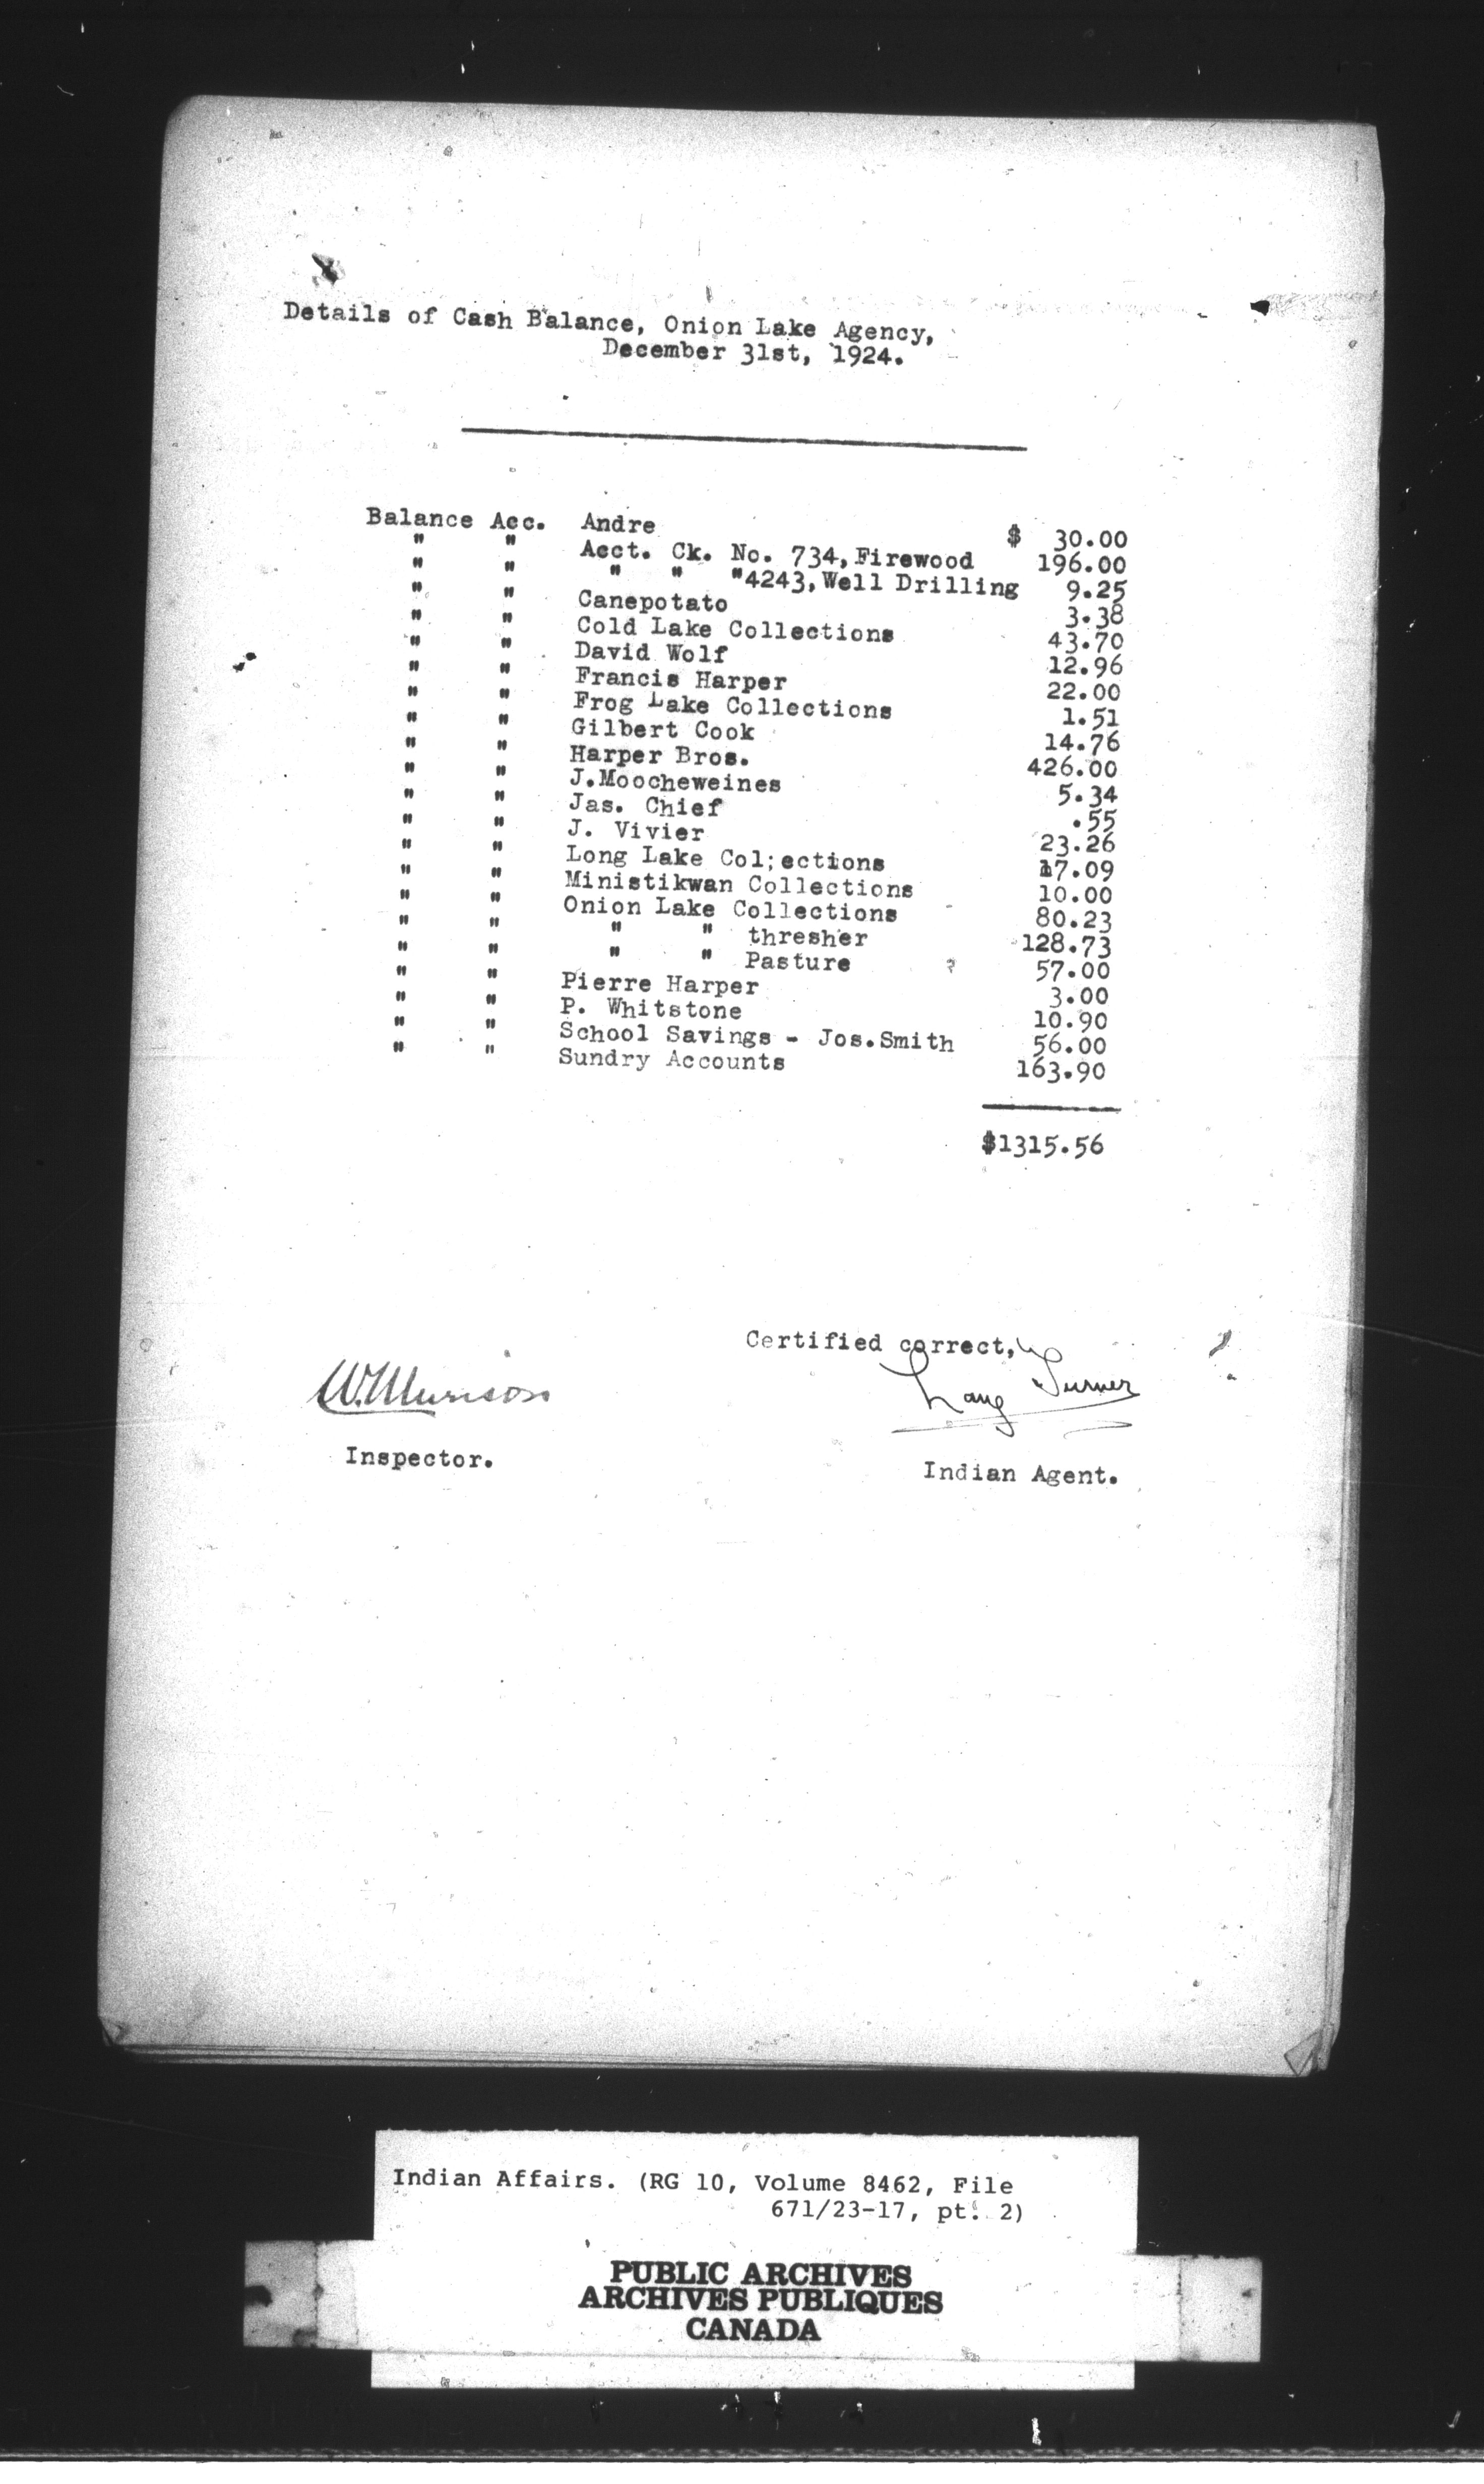 Details of Cash Balance, Onion Lake Agency,
December 31st, 1924.
Balance Acc. Andre $ 30.00
" " Acct. Ck. No. 734, Firewood 196.00
" " " " "4243, Well Drilling 9.25
" " Canepotato 3.38
" " Cold Lake Collections 43.70
" " David Wolf 12.96
" " Francis Harper 22.00
" " Frog Lake Collections 1.51
" " Gilbert Cook 14.76
" " Harper Bros. 426.00
" " J.Moocheweines 5.34
" " Jas. Chief .55
" " J. Vivier 23.26
" " Long Lake Col;ections 17.09
" " Ministikwan Collections 10.00
" " Onion Lake Collections 80.23
" " " " thresher 128.73
" " " " Pasture ? 57.00
" " Pierre Harper 3.00
" " P. Whitstone 10.90
" " School Savings - Jos.Smith 56.00
" " Sundry Accounts 163.90
$1315.56
Certified correct,
W. Murison
Lang Turner
Inspector.
Indian Agent.
Indian Affairs. (RG 10, Volume 8462, File
671/23-17, pt. 2)
PUBLIC ARCHIVES
ARCHIVES PUBLIQUES
CANADA